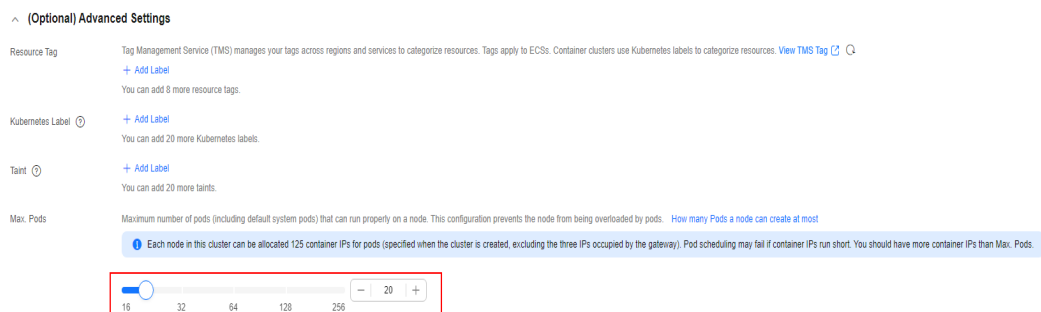 (Optional) Advanced Settings
Resource Tag
Tag Management Service (TMS) manages your tags across regions and services to categorize resources. Tags apply to ECSs. Container clusters use Kubernetes labels to categorize resources. View TMS Tag
+ Add Label
You can add 8 more resource tags.
Kubernetes Label ?
+ Add Label
You can add 20 more Kubernetes labels.
Taint ?
+ Add Label
You can add 20 more taints.
Max. Pods
Maximum number of pods (including default system pods) that can run properly on a node. This configuration prevents the node from being overloaded by pods. How many Pods a node can create at most
Each node in this cluster can be allocated 125 container IPs for pods (specified when the cluster is created, excluding the three IPs occupied by the gateway). Pod scheduling may fail if container IPs run short. You should have more container IPs than Max. Pods.
− 20 +
16 32 64 128 256